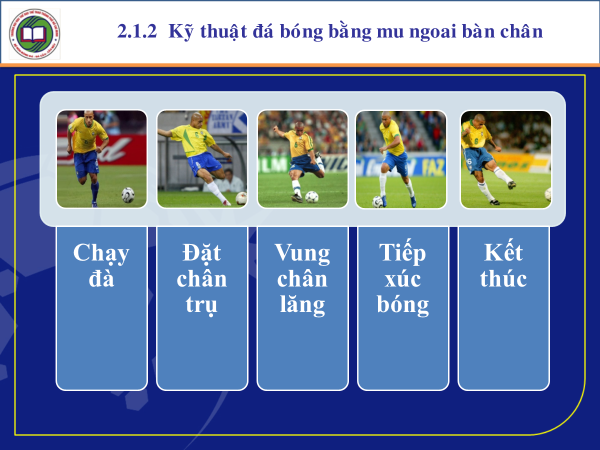 2.1.2 Kỹ thuật đá bóng bằng mu ngoai bàn chân
FAZ
Chạy
đà
Đặt
chân
trụ
Vung
chân
lăng
Tiếp
xúc
bóng
Kết
thúc